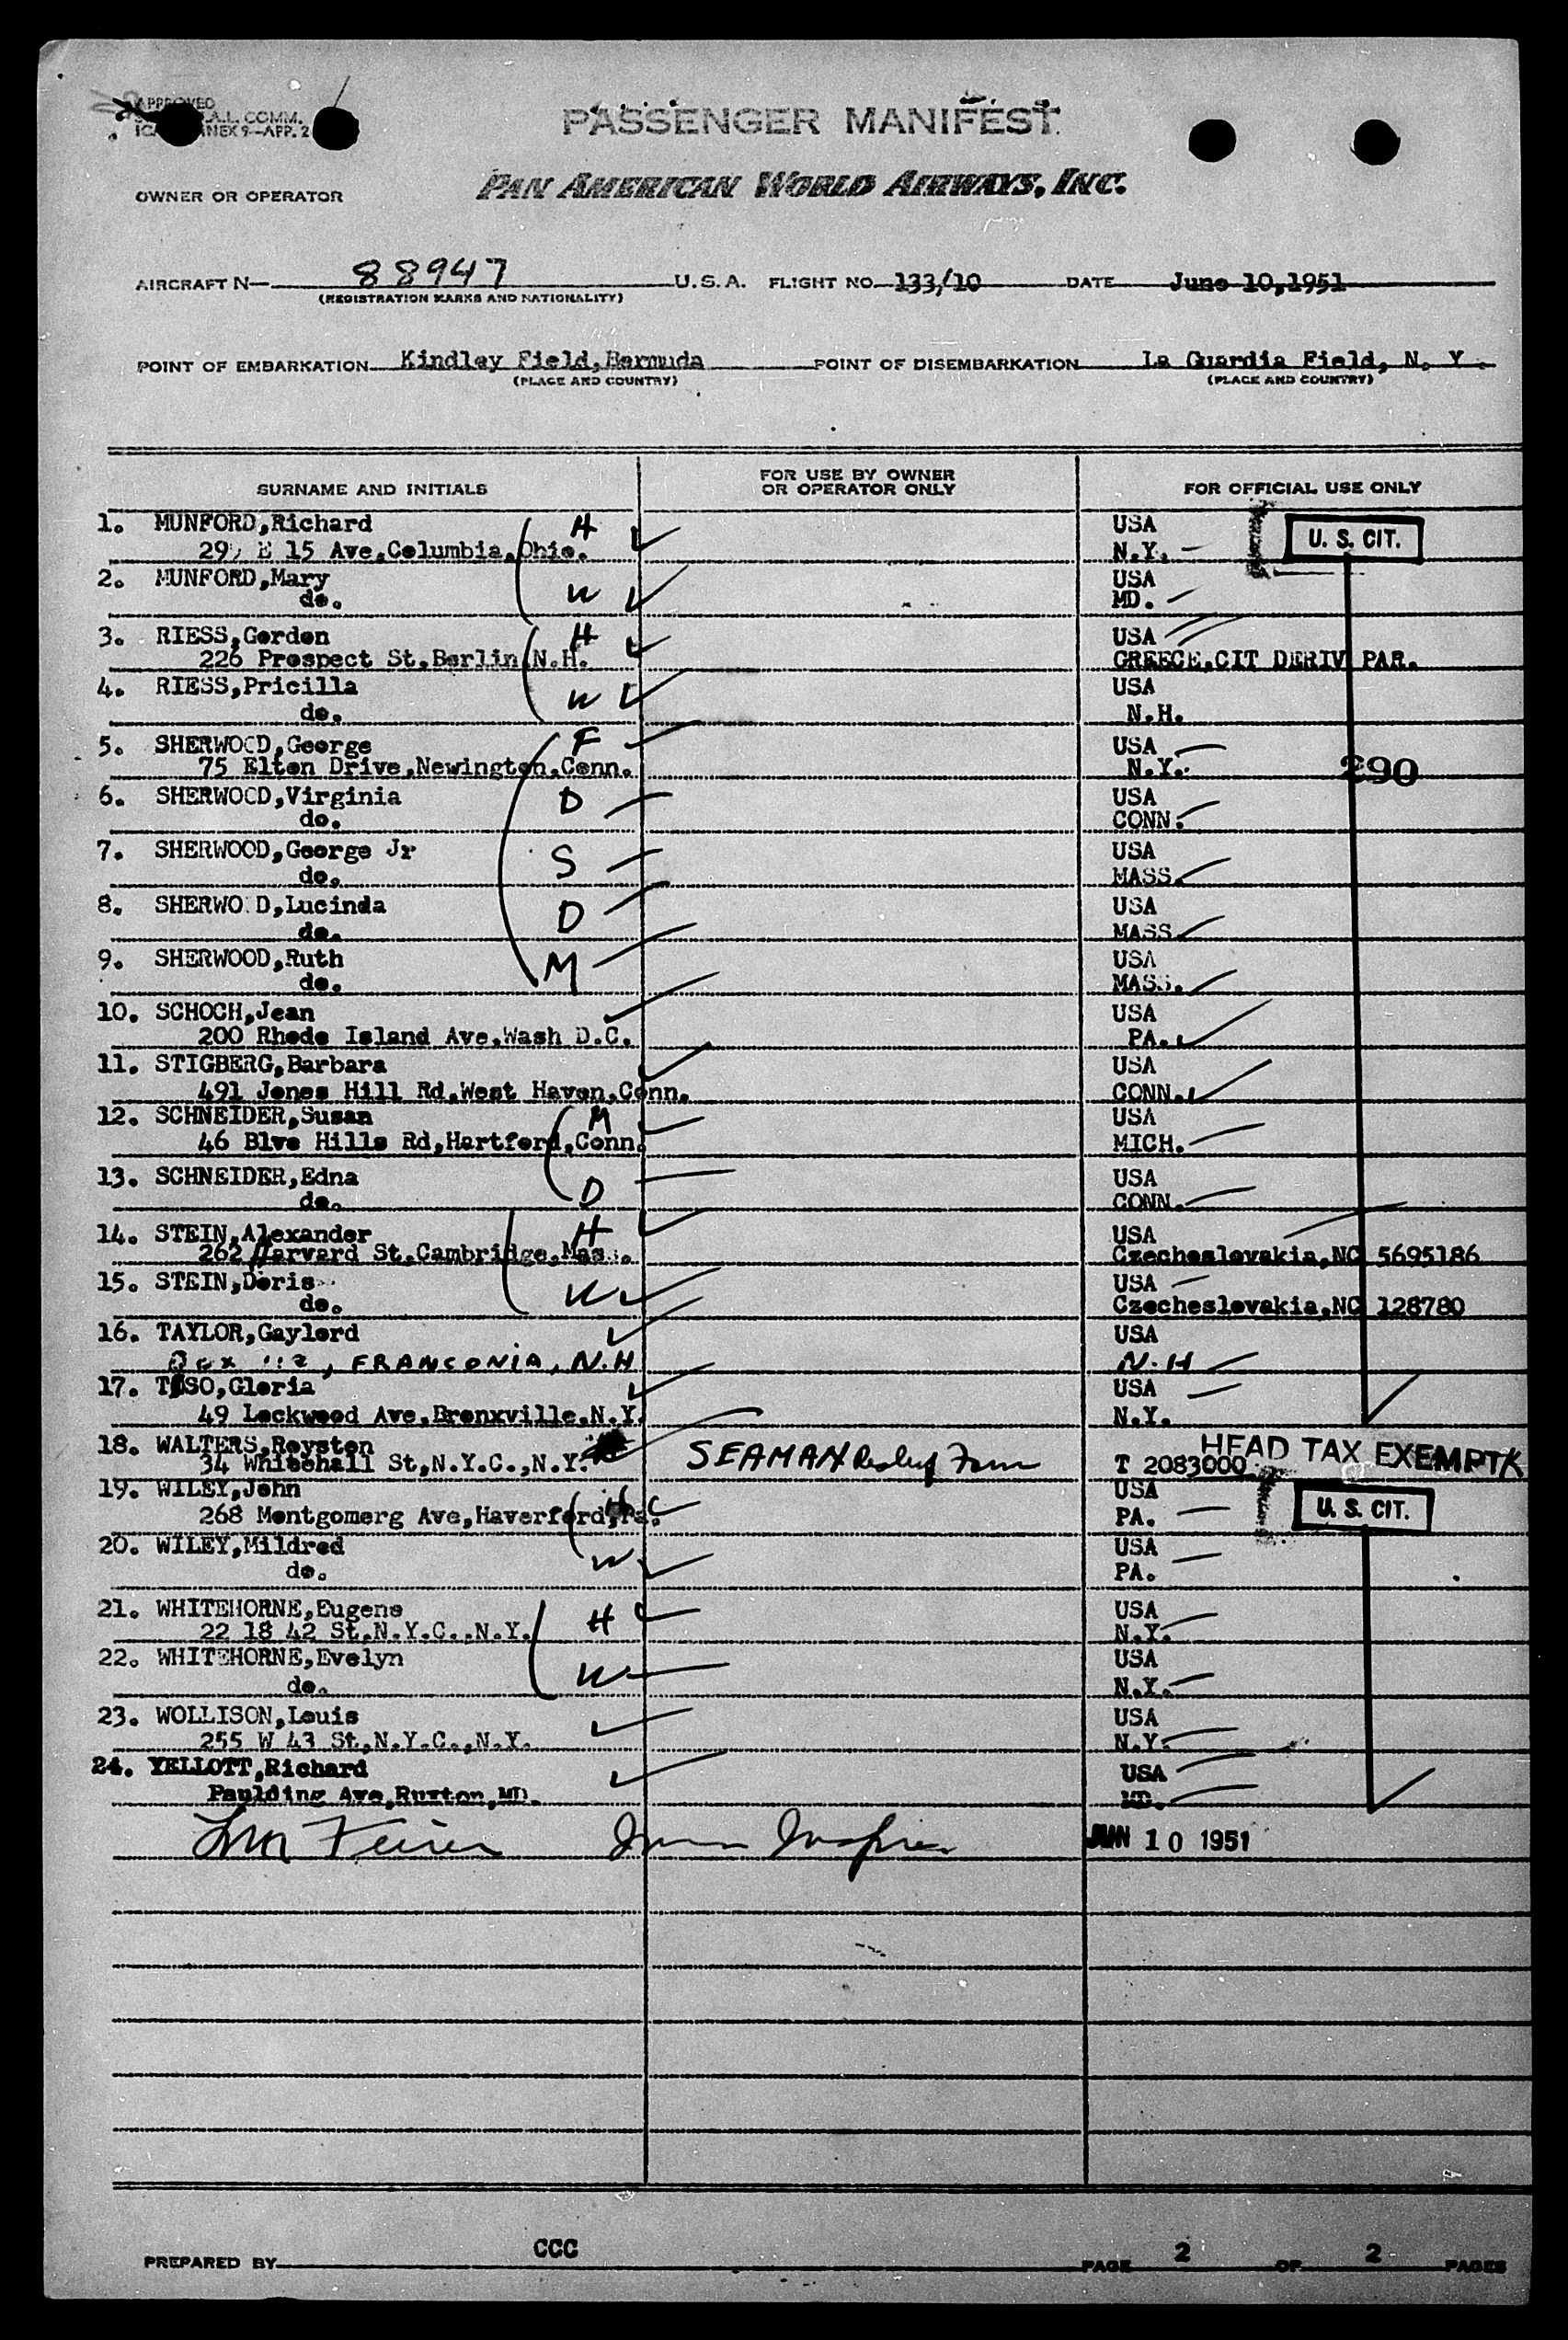 APPROVED
A.L. COMM.
ANEX 9—APP. 2
PASSENGER MANIFEST
OWNER OR OPERATOR
PAN AMERICAN WORLD AIRWAYS, INC.
AIRCRAFT N— 88947 U.S.A. FLIGHT NO. 133/10 DATE June 10,1951
(REGISTRATION MARKS AND NATIONALITY)
POINT OF EMBARKATION Kindley Field,Bermuda POINT OF DISEMBARKATION La Guardia Field, N. Y.
(PLACE AND COUNTRY) (PLACE AND COUNTRY)
SURNAME AND INITIALS FOR USE BY OWNER OR OPERATOR ONLY FOR OFFICIAL USE ONLY
1. MUNFORD,Richard H USA U. S. CIT.
E 15 Ave,Columbia,Ohio. N.Y.
2. MUNFORD,Mary W USA
do. MD.
3. RIESS,Gordon H USA
226 Prospect St,Berlin,N.H. GREECE,CIT DERIV PAR.
4. RIESS,Pricilla W USA
do. N.H.
5. SHERWOOD,George F USA
75 Elton Drive,Newington,Conn. N.Y. 290
6. SHERWOOD,Virginia D USA
do. CONN.
7. SHERWOOD,George Jr S USA
do. MASS.
8. SHERWOOD,Lucinda D USA
do. MASS
9. SHERWOOD,Ruth M USA
do. MASS.
10. SCHOCH,Jean USA
200 Rhode Island Ave,Wash D.C. PA.
11. STIGBERG,Barbara USA
491 Jones Hill Rd,West Haven,Conn. CONN.
12. SCHNEIDER,Susan M USA
46 Blve Hills Rd,Hartford,Conn. MICH.
13. SCHNEIDER,Edna D USA
do. CONN.
14. STEIN,Alexander H USA
262 Harvard St,Cambridge,Mass. Czechoslovakia,NC 5695186
15. STEIN,Doris W USA
do. Czechoslovakia,NC 128780
16. TAYLOR,Gaylord USA
Box, FRANCONIA, N.H N.H
17. TOSO,Gloria USA
49 Lockwood Ave,Bronxville,N.Y. N.Y.
18. WALTERS,Royston SEAMAN HEAD TAX EXEMPT
34 Whitehall St,N.Y.C.,N.Y. T 2083000
19. WILEY,John H USA U. S. CIT.
268 Montgomerg Ave,Haverford,Pa. PA.
20. WILEY,Mildred W USA
do. PA.
21. WHITEHORNE,Eugene H USA
22 18 42 St,N.Y.C.,N.Y. N.Y.
22. WHITEHORNE,Evelyn W USA
do. N.Y.
23. WOLLISON,Louis USA
255 W 43 St,N.Y.C.,N.Y. N.Y.
24. YELLOTT,Richard USA
Paulding Ave,Ruxton,MD. MD.
JUN 10 1951
PREPARED BY CCC PAGE 2 OF 2 PAGES